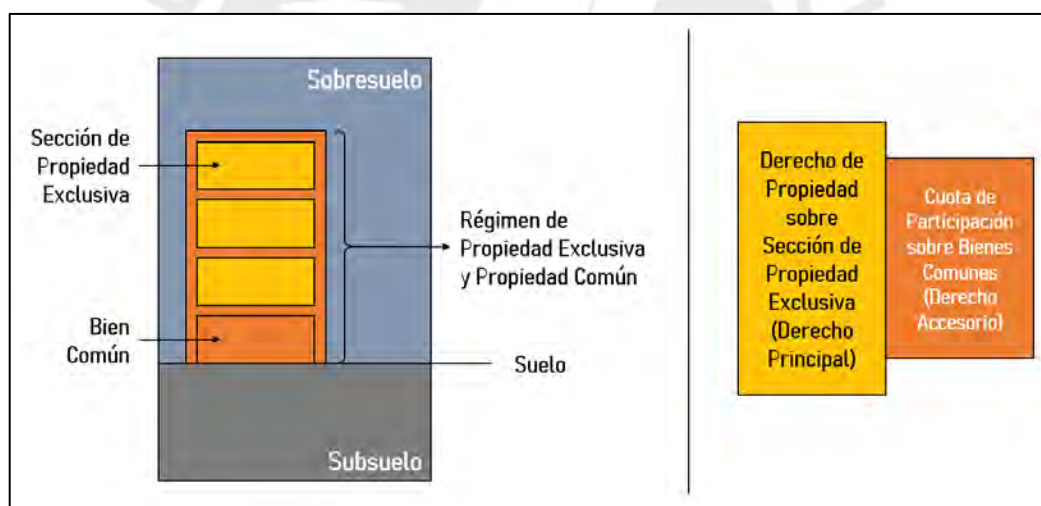 Sobresuelo
Sección de
Propiedad
Exclusiva
Régimen de
Propiedad Exclusiva
y Propiedad Común
Bien
Común
Suelo
Subsuelo
Derecho de
Propiedad
sobre
Sección de
Propiedad
Exclusiva
(Derecho
Principal)
Cuota de
Participación
sobre Bienes
Comunes
(Derecho
Accesorio)